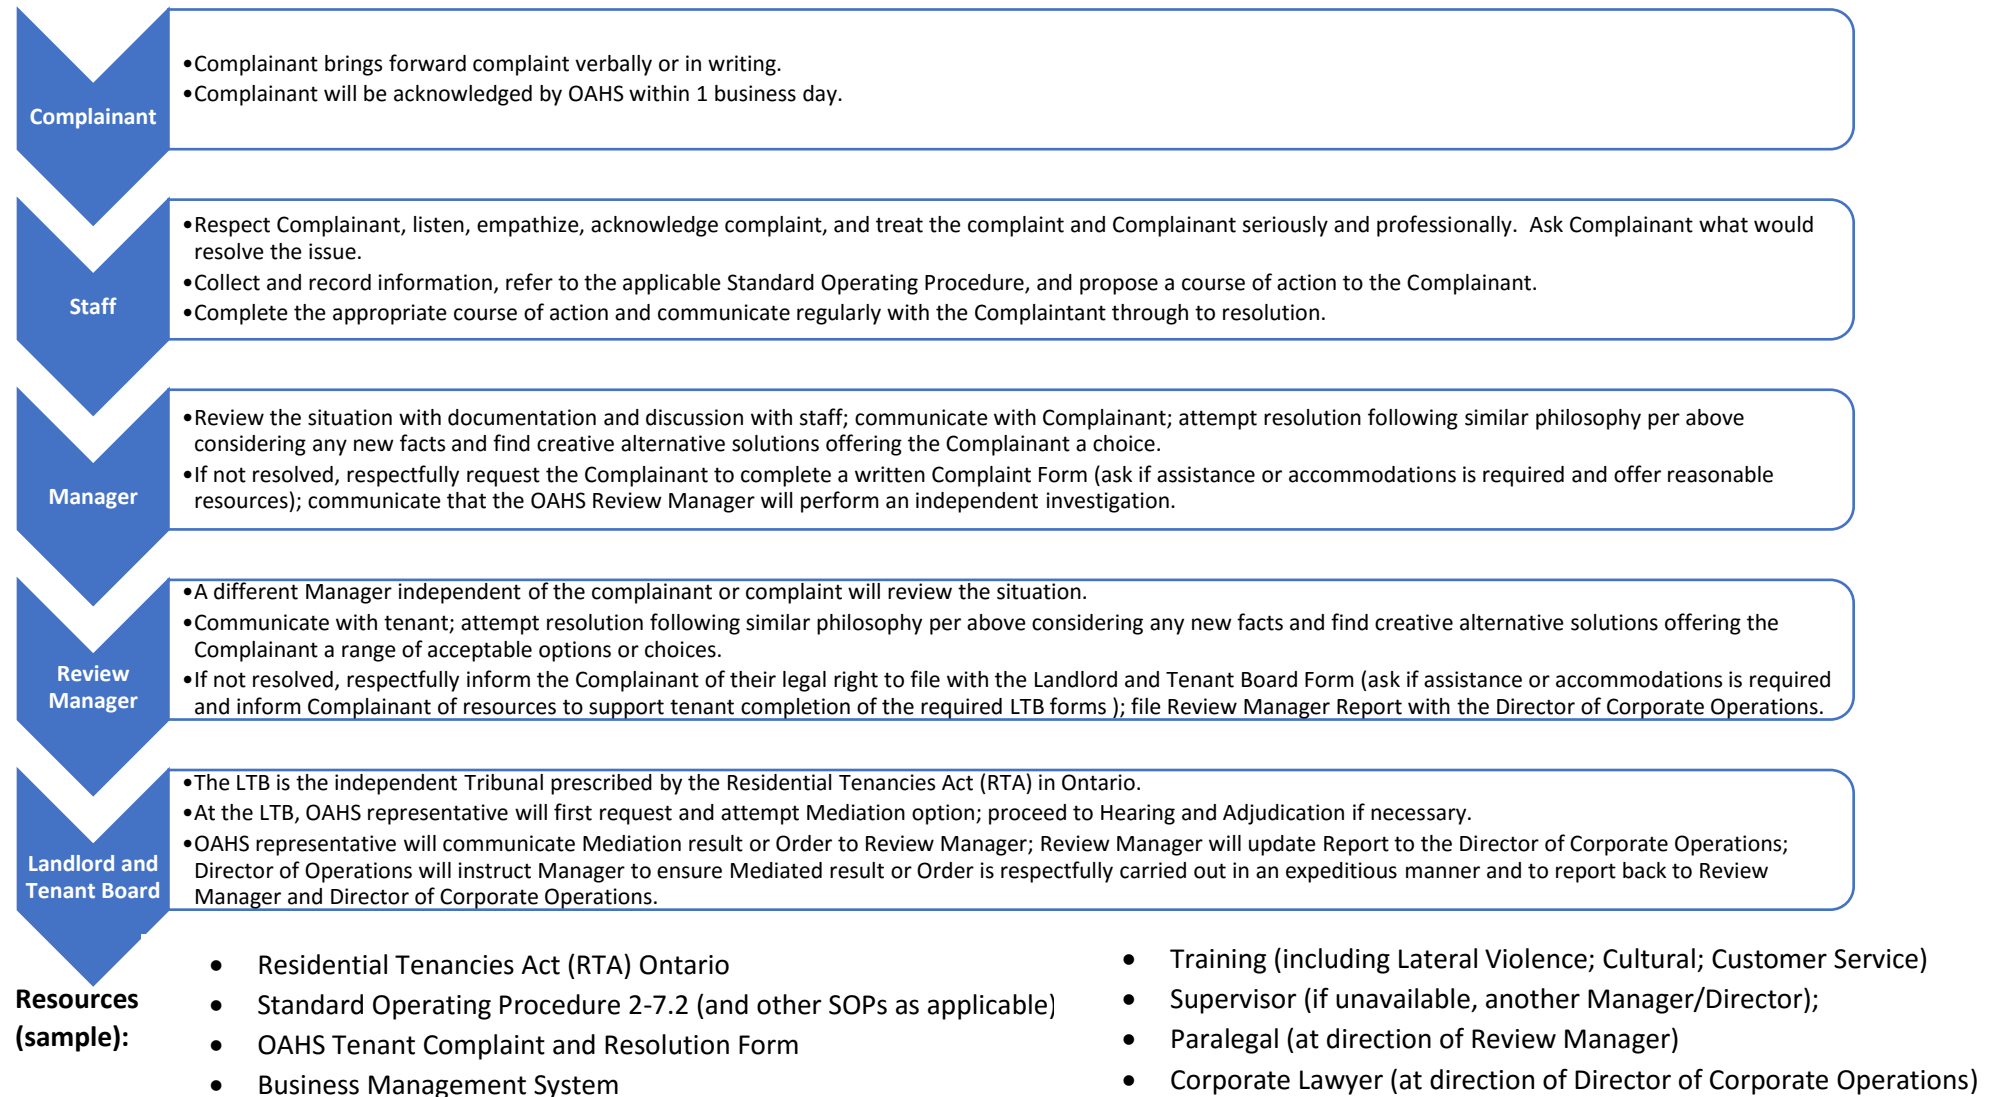 Complainant
•Complainant brings forward complaint verbally or in writing.
•Complainant will be acknowledged by OAHS within 1 business day.
Staff
•Respect Complainant, listen, empathize, acknowledge complaint, and treat the complaint and Complainant seriously and professionally.  Ask Complainant what would
resolve the issue.
•Collect and record information, refer to the applicable Standard Operating Procedure, and propose a course of action to the Complainant.
•Complete the appropriate course of action and communicate regularly with the Complaintant through to resolution.
Manager
•Review the situation with documentation and discussion with staff; communicate with Complainant; attempt resolution following similar philosophy per above
considering any new facts and find creative alternative solutions offering the Complainant a choice.
•If not resolved, respectfully request the Complainant to complete a written Complaint Form (ask if assistance or accommodations is required and offer reasonable
resources); communicate that the OAHS Review Manager will perform an independent investigation.
Review
Manager
•A different Manager independent of the complainant or complaint will review the situation.
•Communicate with tenant; attempt resolution following similar philosophy per above considering any new facts and find creative alternative solutions offering the
Complainant a range of acceptable options or choices.
•If not resolved, respectfully inform the Complainant of their legal right to file with the Landlord and Tenant Board Form (ask if assistance or accommodations is required
and inform Complainant of resources to support tenant completion of the required LTB forms ); file Review Manager Report with the Director of Corporate Operations.
Landlord and
Tenant Board
•The LTB is the independent Tribunal prescribed by the Residential Tenancies Act (RTA) in Ontario.
•At the LTB, OAHS representative will first request and attempt Mediation option; proceed to Hearing and Adjudication if necessary.
•OAHS representative will communicate Mediation result or Order to Review Manager; Review Manager will update Report to the Director of Corporate Operations;
Director of Operations will instruct Manager to ensure Mediated result or Order is respectfully carried out in an expeditious manner and to report back to Review
Manager and Director of Corporate Operations.
Resources
(sample):
• Residential Tenancies Act (RTA) Ontario
• Standard Operating Procedure 2-7.2 (and other SOPs as applicable)
• OAHS Tenant Complaint and Resolution Form
• Business Management System
• Training (including Lateral Violence; Cultural; Customer Service)
• Supervisor (if unavailable, another Manager/Director);
• Paralegal (at direction of Review Manager)
• Corporate Lawyer (at direction of Director of Corporate Operations)